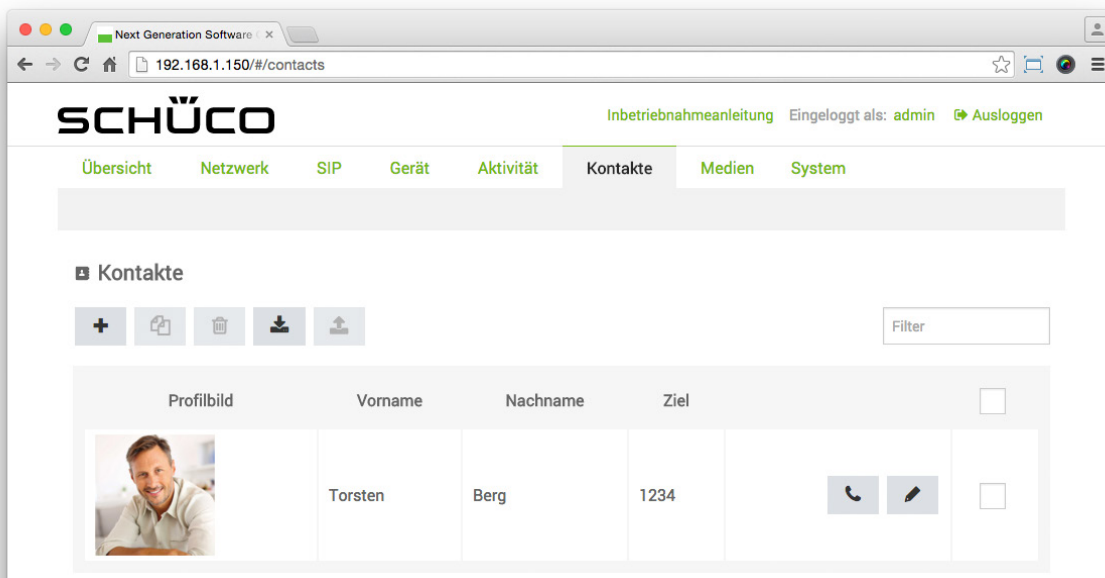 Next Generation Software
192.168.1.150/#/contacts
SCHÜCO
Inbetriebnahmeanleitung Eingeloggt als: admin Ausloggen
Übersicht Netzwerk SIP Gerät Aktivität Kontakte Medien System
Kontakte
Filter
Profilbild Vorname Nachname Ziel
Torsten Berg 1234